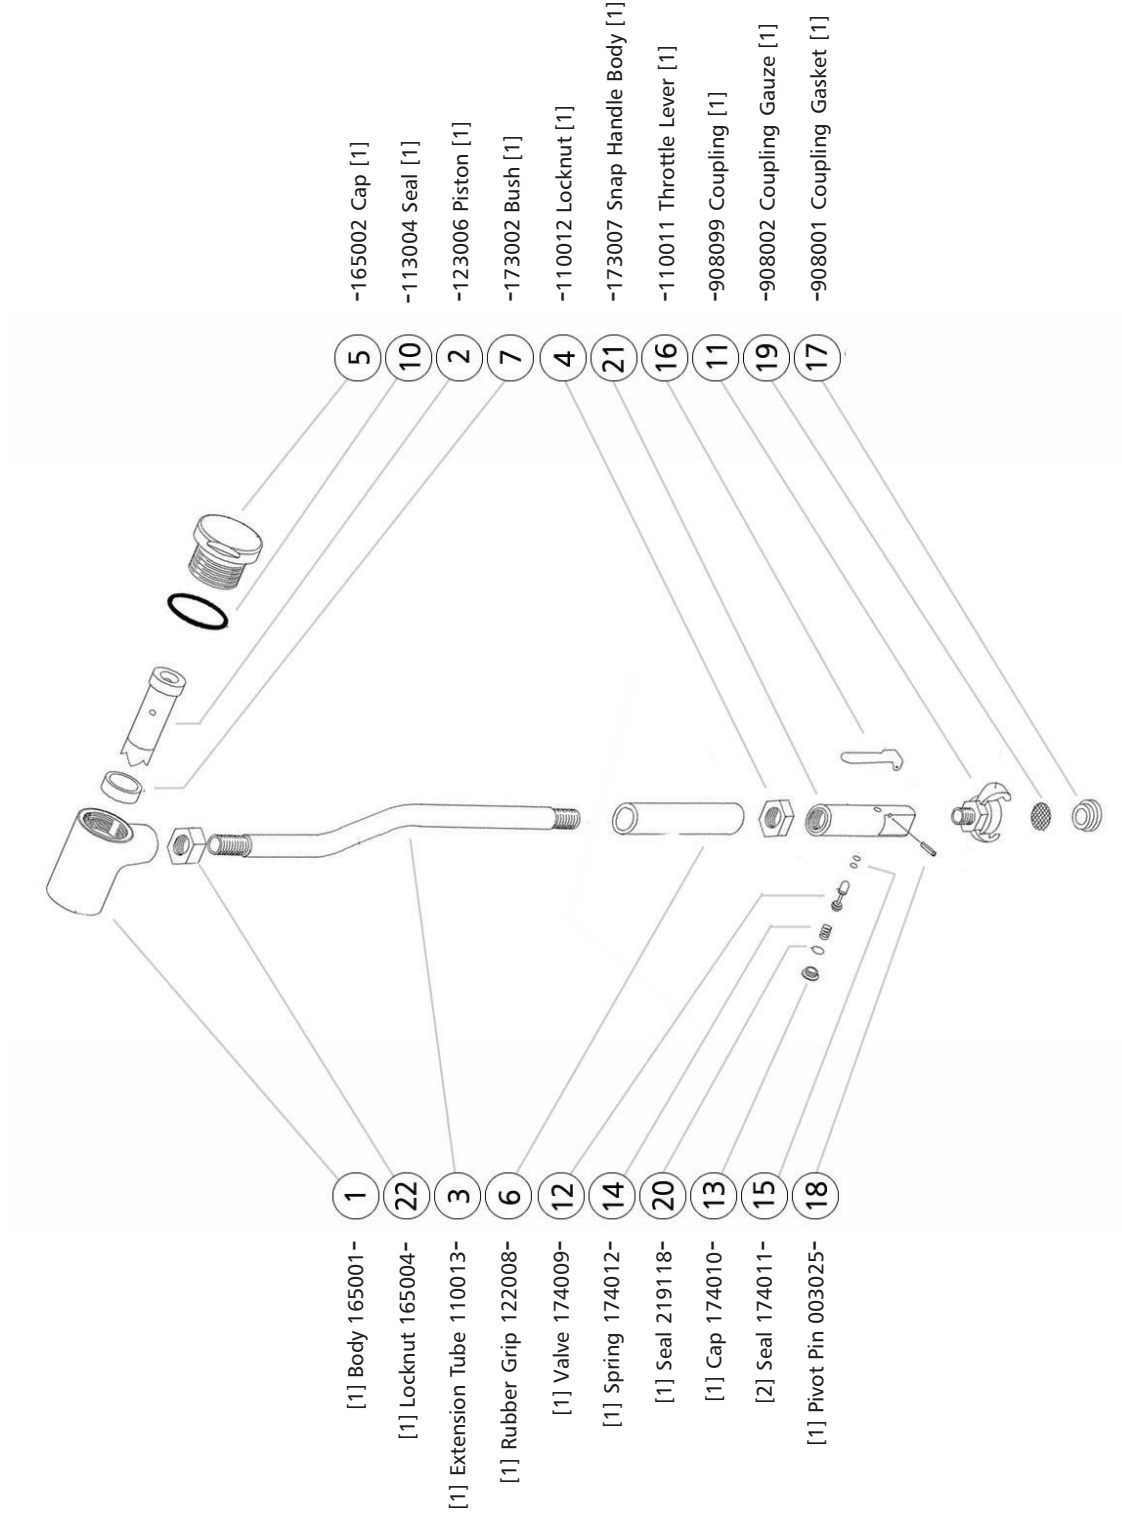 [1] Body 165001- 1
[1] Locknut 165004- 22
[1] Extension Tube 110013- 3
[1] Rubber Grip 122008- 6
[1] Valve 174009- 12
[1] Spring 174012- 14
[1] Seal 219118- 20
[1] Cap 174010- 13
[2] Seal 174011- 15
[1] Pivot Pin 003025- 18
5 -165002 Cap [1]
10 -113004 Seal [1]
2 -123006 Piston [1]
7 -173002 Bush [1]
4 -110012 Locknut [1]
21 -173007 Snap Handle Body [1]
16 -110011 Throttle Lever [1]
11 -908099 Coupling [1]
19 -908002 Coupling Gauze [1]
17 -908001 Coupling Gasket [1]